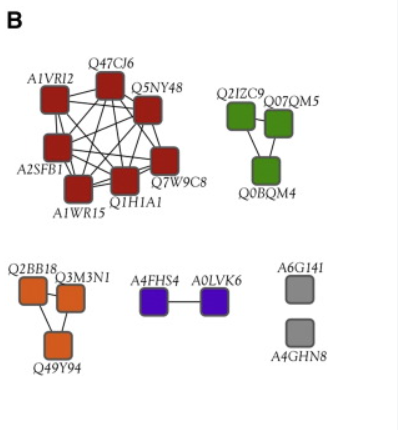 B
Q47CJ6
A1VRI2
Q5NY48
A2SFB1
Q7W9C8
Q1H1A1
A1WR15
Q2IZC9
Q07QM5
Q0BQM4
Q2BB18
Q3M3N1
Q49Y94
A4FHS4 A0LVK6
A6G141
A4GHN8